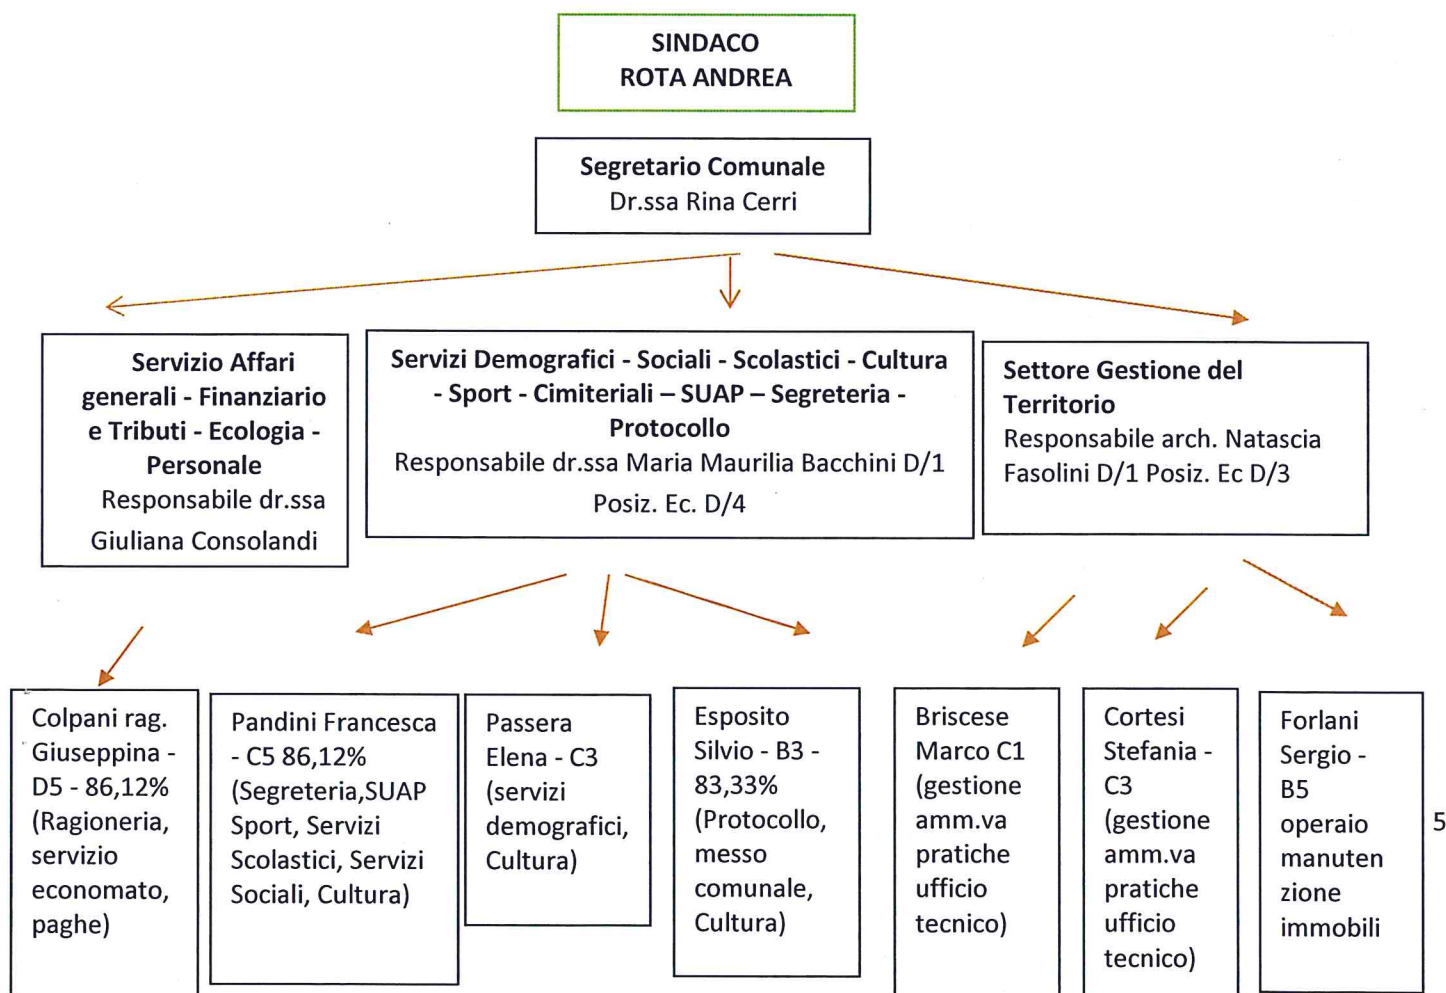 SINDACO
ROTA ANDREA
Segretario Comunale
Dr.ssa Rina Cerri
Servizio Affari
generali - Finanziario
e Tributi - Ecologia -
Personale
Responsabile dr.ssa
Giuliana Consolandi
Servizi Demografici - Sociali - Scolastici - Cultura
- Sport - Cimiteriali – SUAP – Segreteria -
Protocollo
Responsabile dr.ssa Maria Maurilia Bacchini D/1
Posiz. Ec. D/4
Settore Gestione del
Territorio
Responsabile arch. Natascia
Fasolini D/1 Posiz. Ec D/3
Colpani rag.
Giuseppina -
D5 - 86,12%
(Ragioneria,
servizio
economato,
paghe)
Pandini Francesca
- C5 86,12%
(Segreteria,SUAP
Sport, Servizi
Scolastici, Servizi
Sociali, Cultura)
Passera
Elena - C3
(servizi
demografici,
Cultura)
Esposito
Silvio - B3 -
83,33%
(Protocollo,
messo
comunale,
Cultura)
Briscese
Marco C1
(gestione
amm.va
pratiche
ufficio
tecnico)
Cortesi
Stefania -
C3
(gestione
amm.va
pratiche
ufficio
tecnico)
Forlani
Sergio -
B5
operaio
manuten
zione
immobili
5